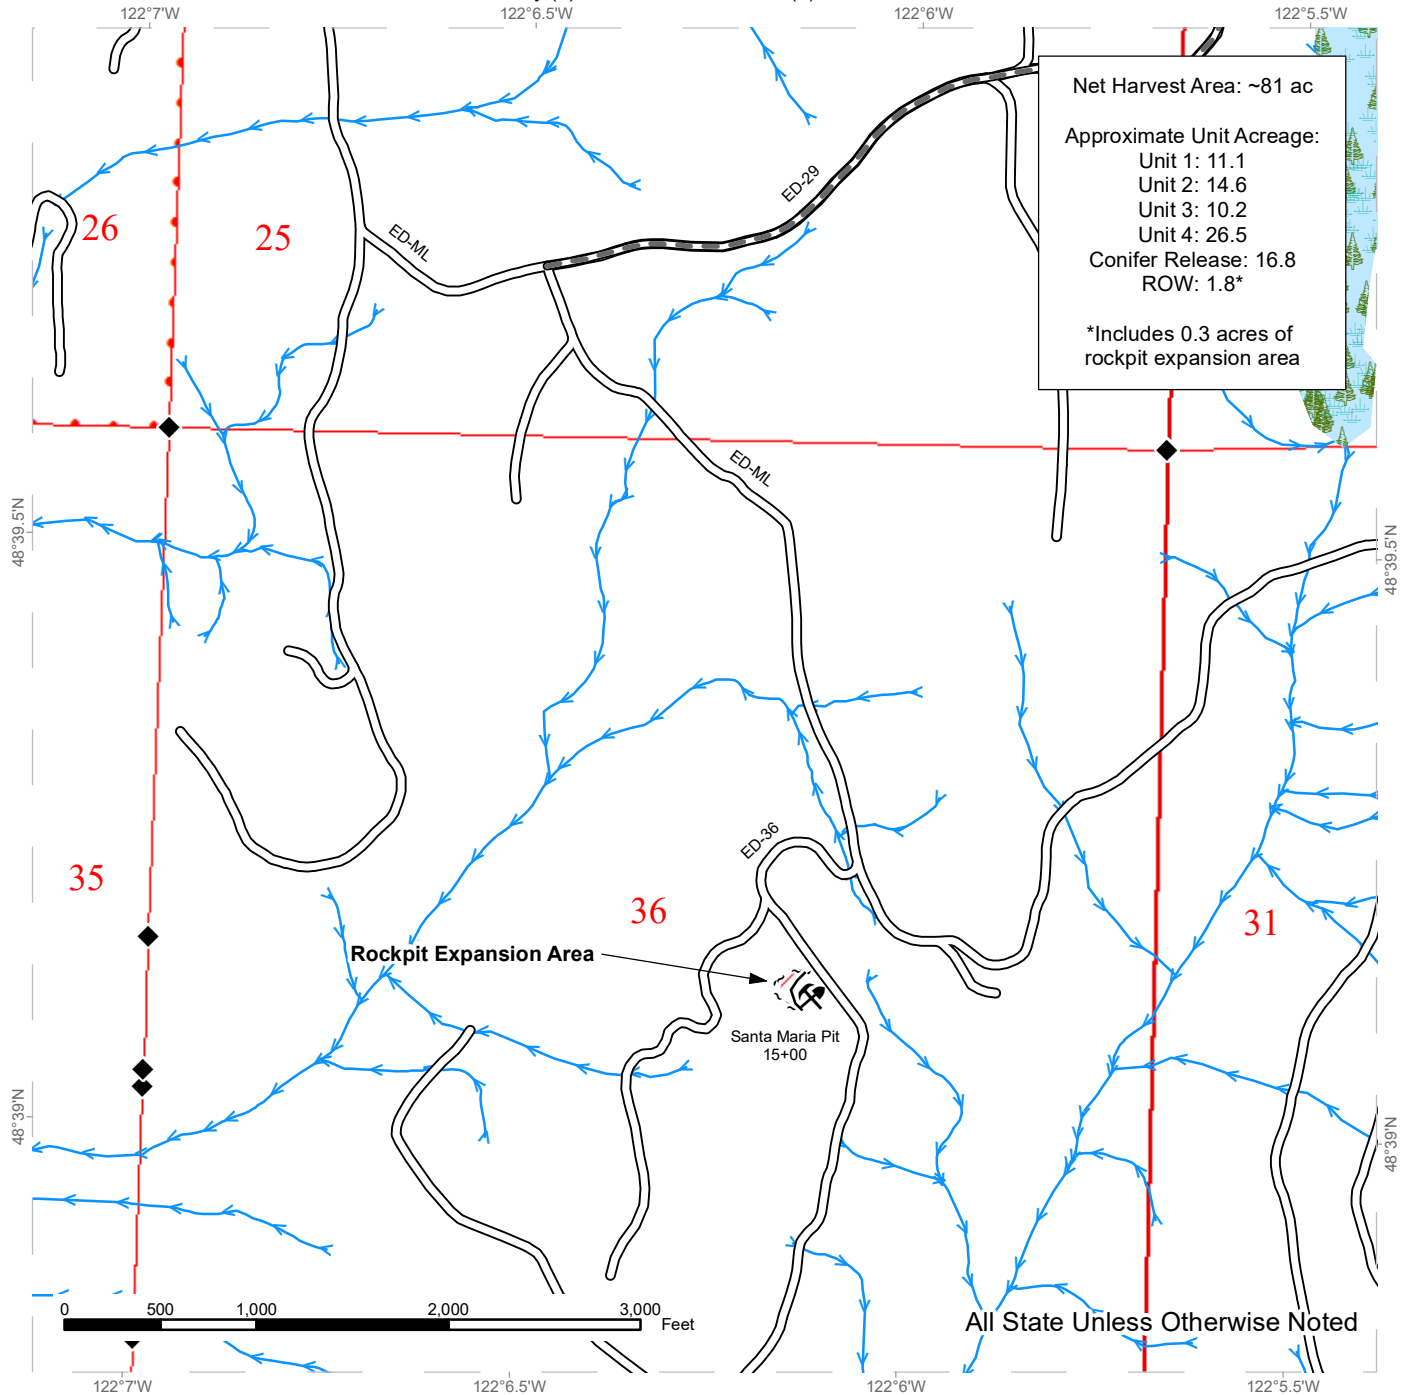 122°7'W
122°6.5'W
122°6'W
122°5.5'W
Net Harvest Area: ~81 ac
Approximate Unit Acreage:
Unit 1: 11.1
Unit 2: 14.6
Unit 3: 10.2
Unit 4: 26.5
Conifer Release: 16.8
ROW: 1.8*
*Includes 0.3 acres of
rockpit expansion area
ED-29
26
25
ED-ML
ED-ML
48°39.5'N
48°39.5'N
ED-36
35
36
31
Rockpit Expansion Area
Santa Maria Pit
15+00
48°39'N
48°39'N
0 500 1,000 2,000 3,000
Feet
All State Unless Otherwise Noted
122°7'W
122°6.5'W
122°6'W
122°5.5'W